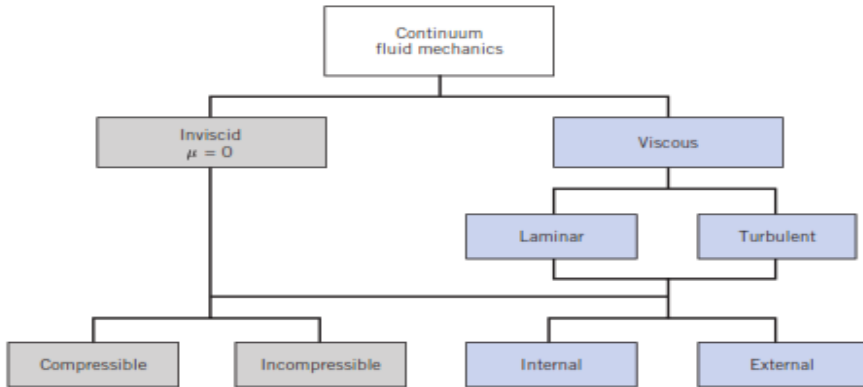 Continuum
fluid mechanics
Inviscid
μ = 0
Viscous
Laminar
Turbulent
Compressible
Incompressible
Internal
External